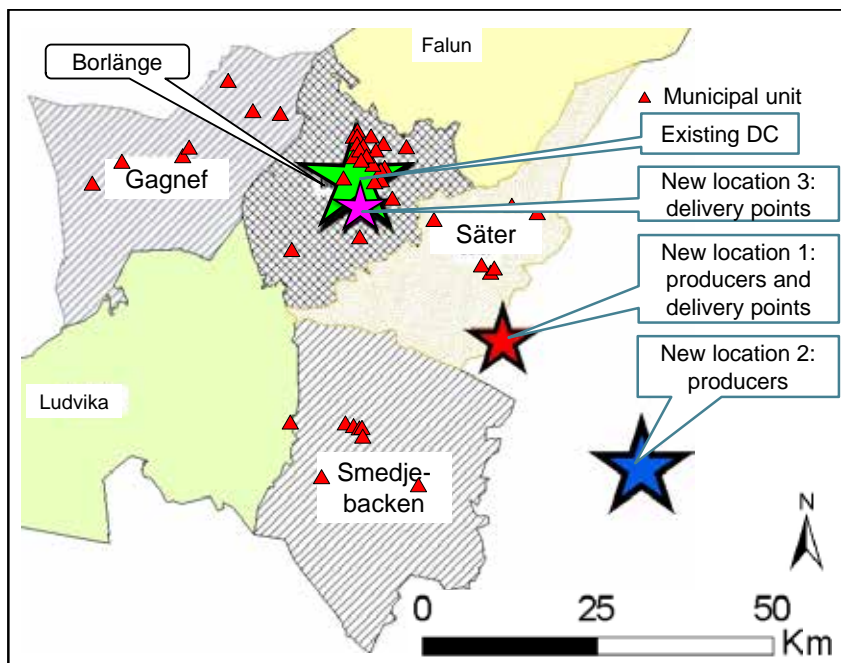 Falun
Borlänge
Municipal unit
Existing DC
Gagnef
New location 3:
delivery points
Säter
New location 1:
producers and
delivery points
New location 2:
producers
Ludvika
Smedje-
backen
N
0 25 50
Km